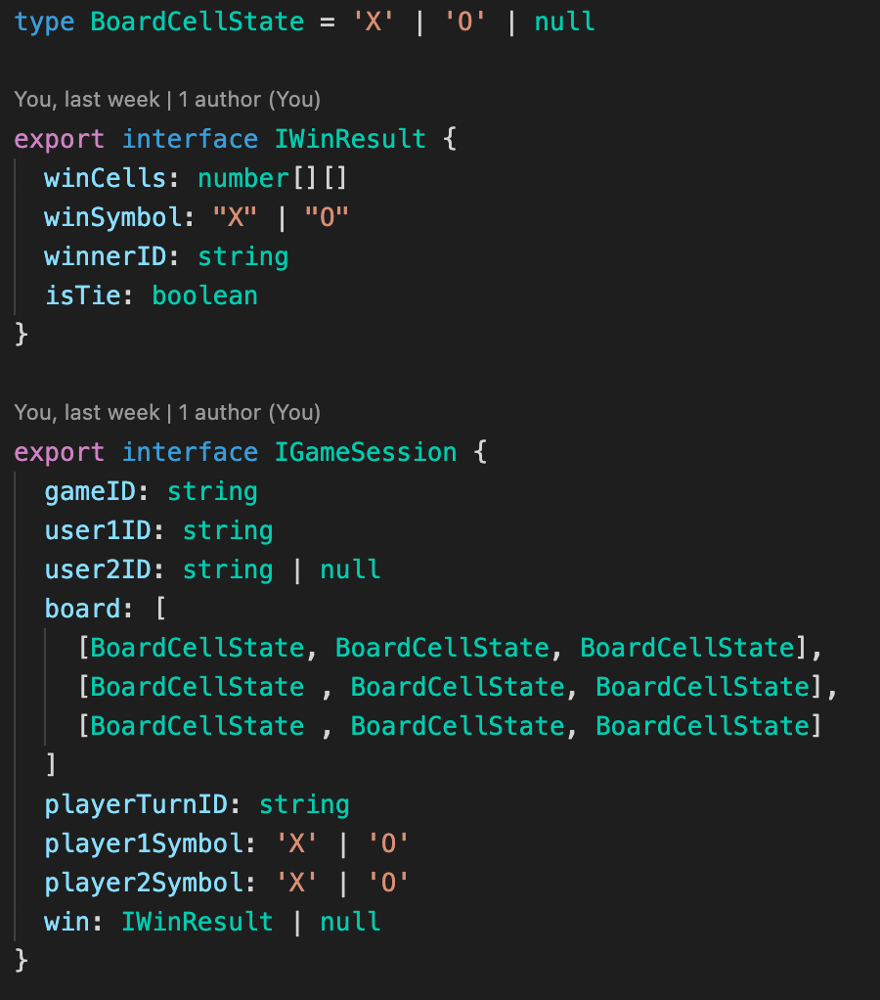 type BoardCellState = 'X' | 'O' | null
You, last week | 1 author (You)
export interface IWinResult {
winCells: number[][]
winSymbol: "X" | "O"
winnerID: string
isTie: boolean
}
You, last week | 1 author (You)
export interface IGameSession {
gameID: string
user1ID: string
user2ID: string | null
board: [
[BoardCellState, BoardCellState, BoardCellState],
[BoardCellState , BoardCellState, BoardCellState],
[BoardCellState , BoardCellState, BoardCellState]
]
playerTurnID: string
player1Symbol: 'X' | 'O'
player2Symbol: 'X' | 'O'
win: IWinResult | null
}